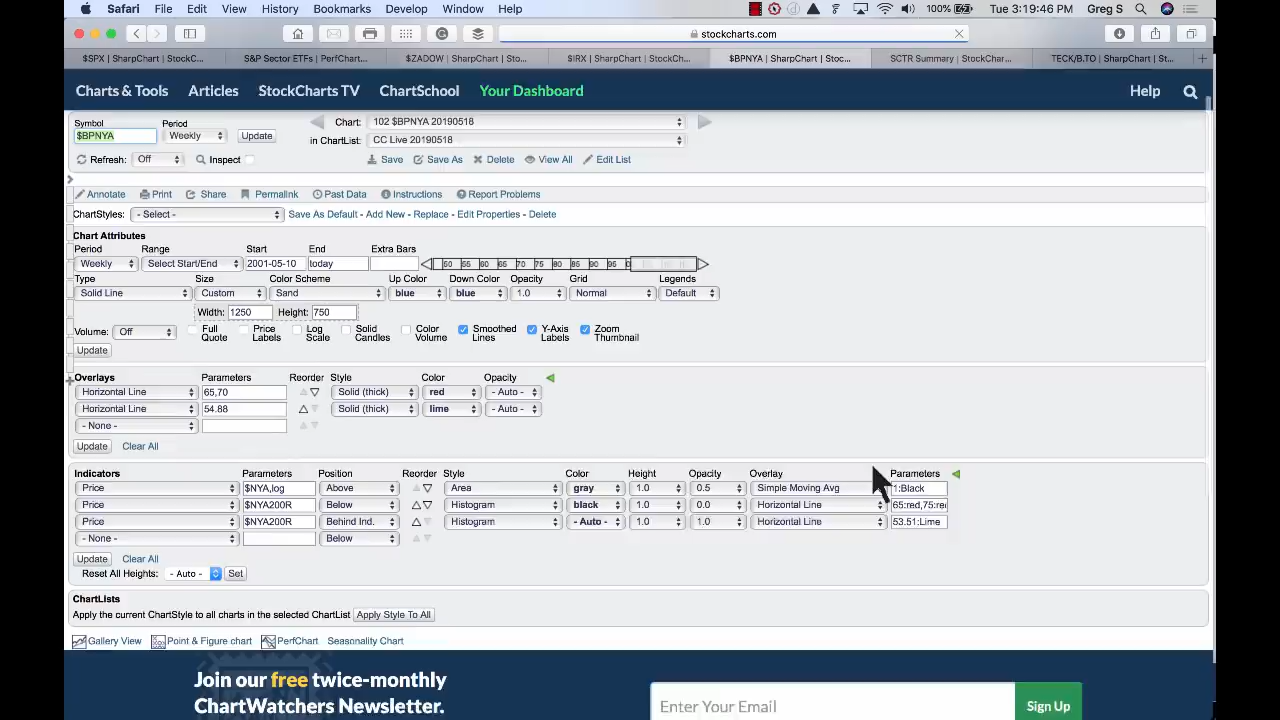 Safari File Edit View History Bookmarks Develop Window Help 100% Tue 3:19:46 PM Greg S
stockcharts.com
$SPX | SharpChart | StockC... S&P Sector ETFs | PerfChart... $ZADOW | SharpChart | Sto... $IRX | SharpChart | StockCh... $BPNYA | SharpChart | Stoc... SCTR Summary | StockChar... TECK/B.TO | SharpChart | St...
Charts & Tools Articles StockCharts TV ChartSchool Your Dashboard Help
Symbol Period Chart: 102 $BPNYA 20190518
$BPNYA Weekly Update in ChartList: CC Live 20190518
Refresh: Off Inspect Save Save As Delete View All Edit List
Annotate Print Share Permalink Past Data Instructions Report Problems
ChartStyles: - Select - Save As Default - Add New - Replace - Edit Properties - Delete
Chart Attributes
Period Range Start End Extra Bars
Weekly Select Start/End 2001-05-10 today 50 55 60 65 70 75 80 85 90 95
Type Size Color Scheme Up Color Down Color Opacity Grid Legends
Solid Line Custom Sand blue blue 1.0 Normal Default
Width: 1250 Height: 750
Volume: Off Full Quote Price Labels Log Scale Solid Candles Color Volume Smoothed Lines Y-Axis Labels Zoom Thumbnail
Update
Overlays Parameters Reorder Style Color Opacity
Horizontal Line 65,70 Solid (thick) red - Auto -
Horizontal Line 54.88 Solid (thick) lime - Auto -
- None -
Update Clear All
Indicators Parameters Position Reorder Style Color Height Opacity Overlay Parameters
Price $NYA,log Above Area gray 1.0 0.5 Simple Moving Avg 1:Black
Price $NYA200R Below Histogram black 1.0 0.0 Horizontal Line 65:red,75:re
Price $NYA200R Behind Ind. Histogram - Auto - 1.0 1.0 Horizontal Line 53.51:Lime
- None - Below
Update Clear All
Reset All Heights: - Auto - Set
ChartLists
Apply the current ChartStyle to all charts in the selected ChartList Apply Style To All
Gallery View Point & Figure chart PerfChart Seasonality Chart
Join our free twice-monthly
ChartWatchers Newsletter.
Enter Your Email Sign Up